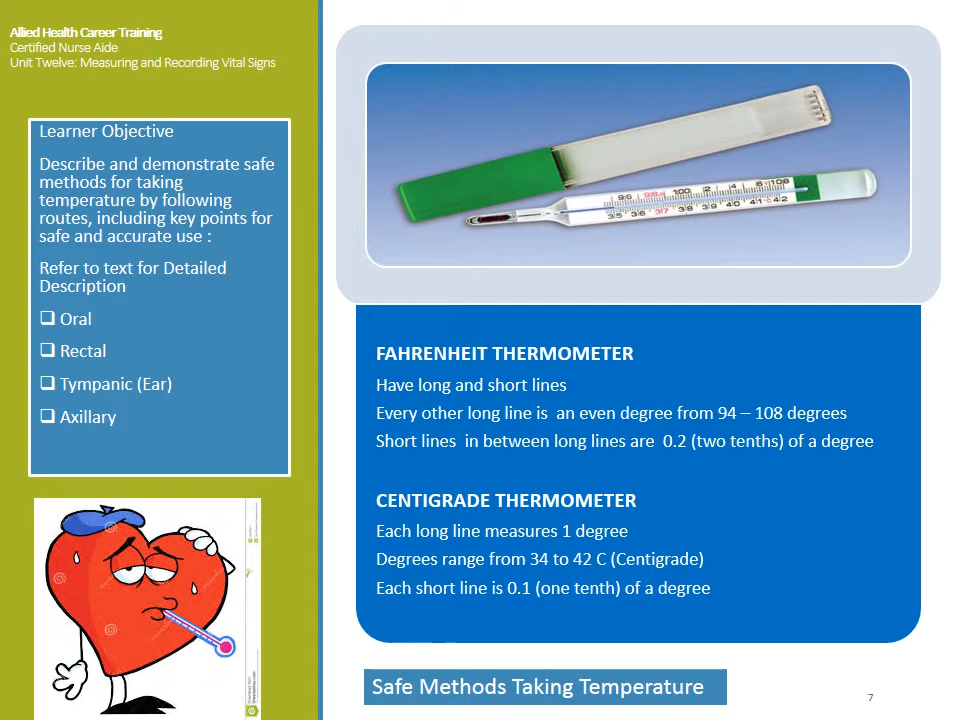 Allied Health Career Training
Certified Nurse Aide
Unit Twelve: Measuring and Recording Vital Signs
Learner Objective
Describe and demonstrate safe
methods for taking
temperature by following
routes, including key points for
safe and accurate use :
Refer to text for Detailed
Description
Oral
Rectal
Tympanic (Ear)
Axillary
96 98.6 100 2 4 6 °F 108
35 36 37 38 39 40 41 °C 42
FAHRENHEIT THERMOMETER
Have long and short lines
Every other long line is an even degree from 94 – 108 degrees
Short lines in between long lines are 0.2 (two tenths) of a degree
CENTIGRADE THERMOMETER
Each long line measures 1 degree
Degrees range from 34 to 42 C (Centigrade)
Each short line is 0.1 (one tenth) of a degree
Safe Methods Taking Temperature
7